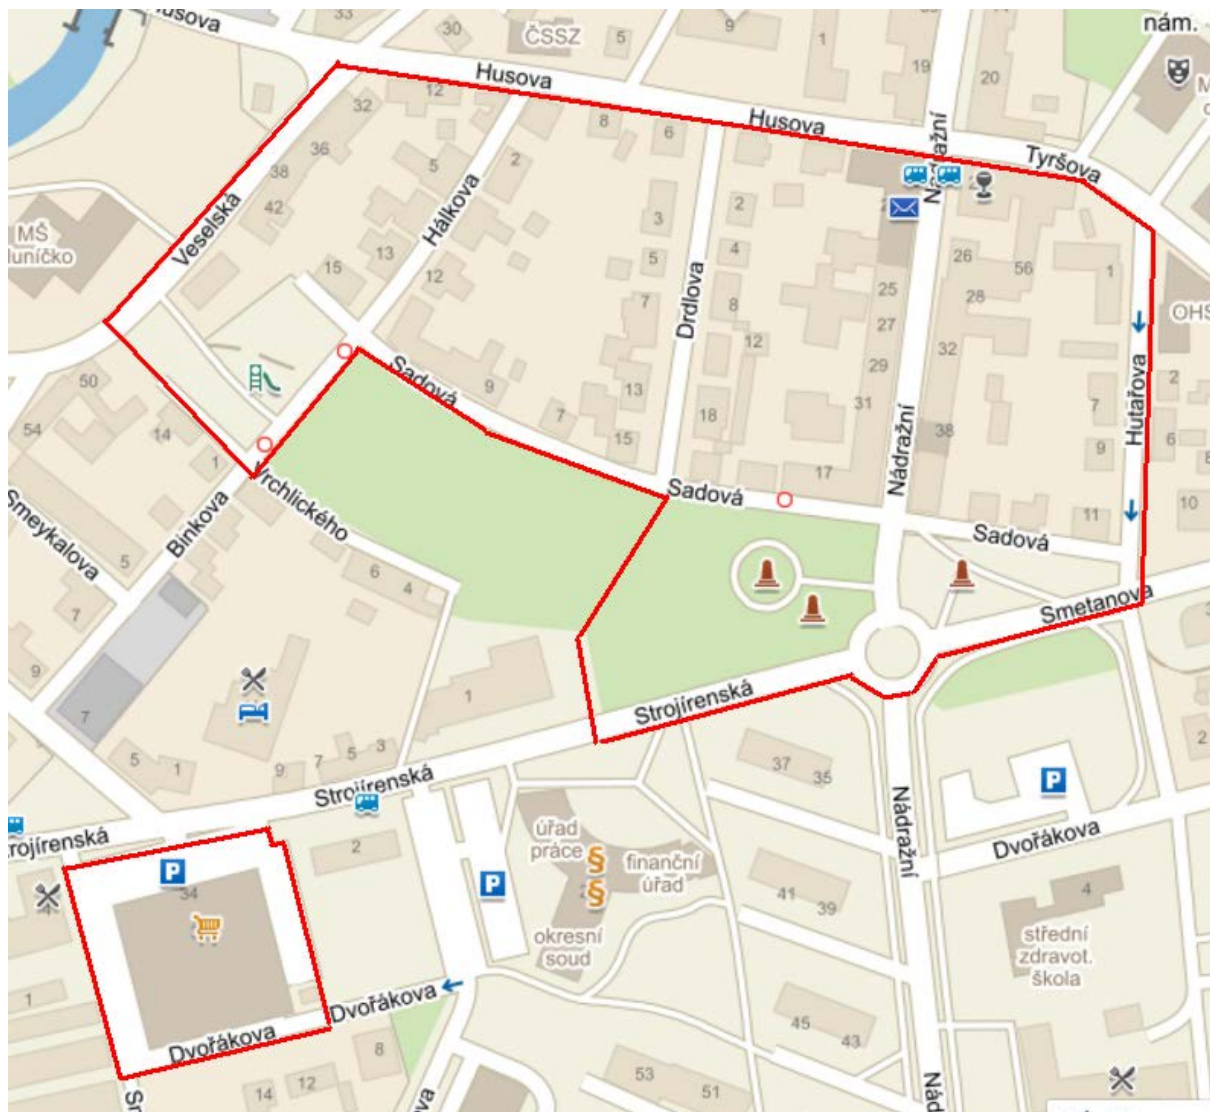 Husova
nám.
33
30
ČSSZ
5
9
1
19
20
Husova
12
32
Husova
8
6
36
5
2
Nádražní
Tyršova
38
42
Veselská
Hálkova
MŠ
luníčko
3
2
5
4
13
15
12
26
56
1
7
Drdlova
8
25
28
OHS
27
12
32
29
Sadová
9
50
54
14
7
13
15
18
31
38
7
9
2
6
8
Hutařova
Nádražní
1
17
Sadová
11
10
Vrchlického
Binkova
Smeykalova
5
Sadová
6
4
7
Smetanova
9
1
Strojírenská
7
5
1
9
7
5
3
37
35
2
P
Strojírenská
Nádražní
Strojírenská
2
úřad
práce
§
finanční
úřad
§
Dvořákova
P
34
P
41
39
4
okresní
soud
střední
zdravot.
škola
1
Dvořákova
Dvořákova
45
43
8
14
12
53
51